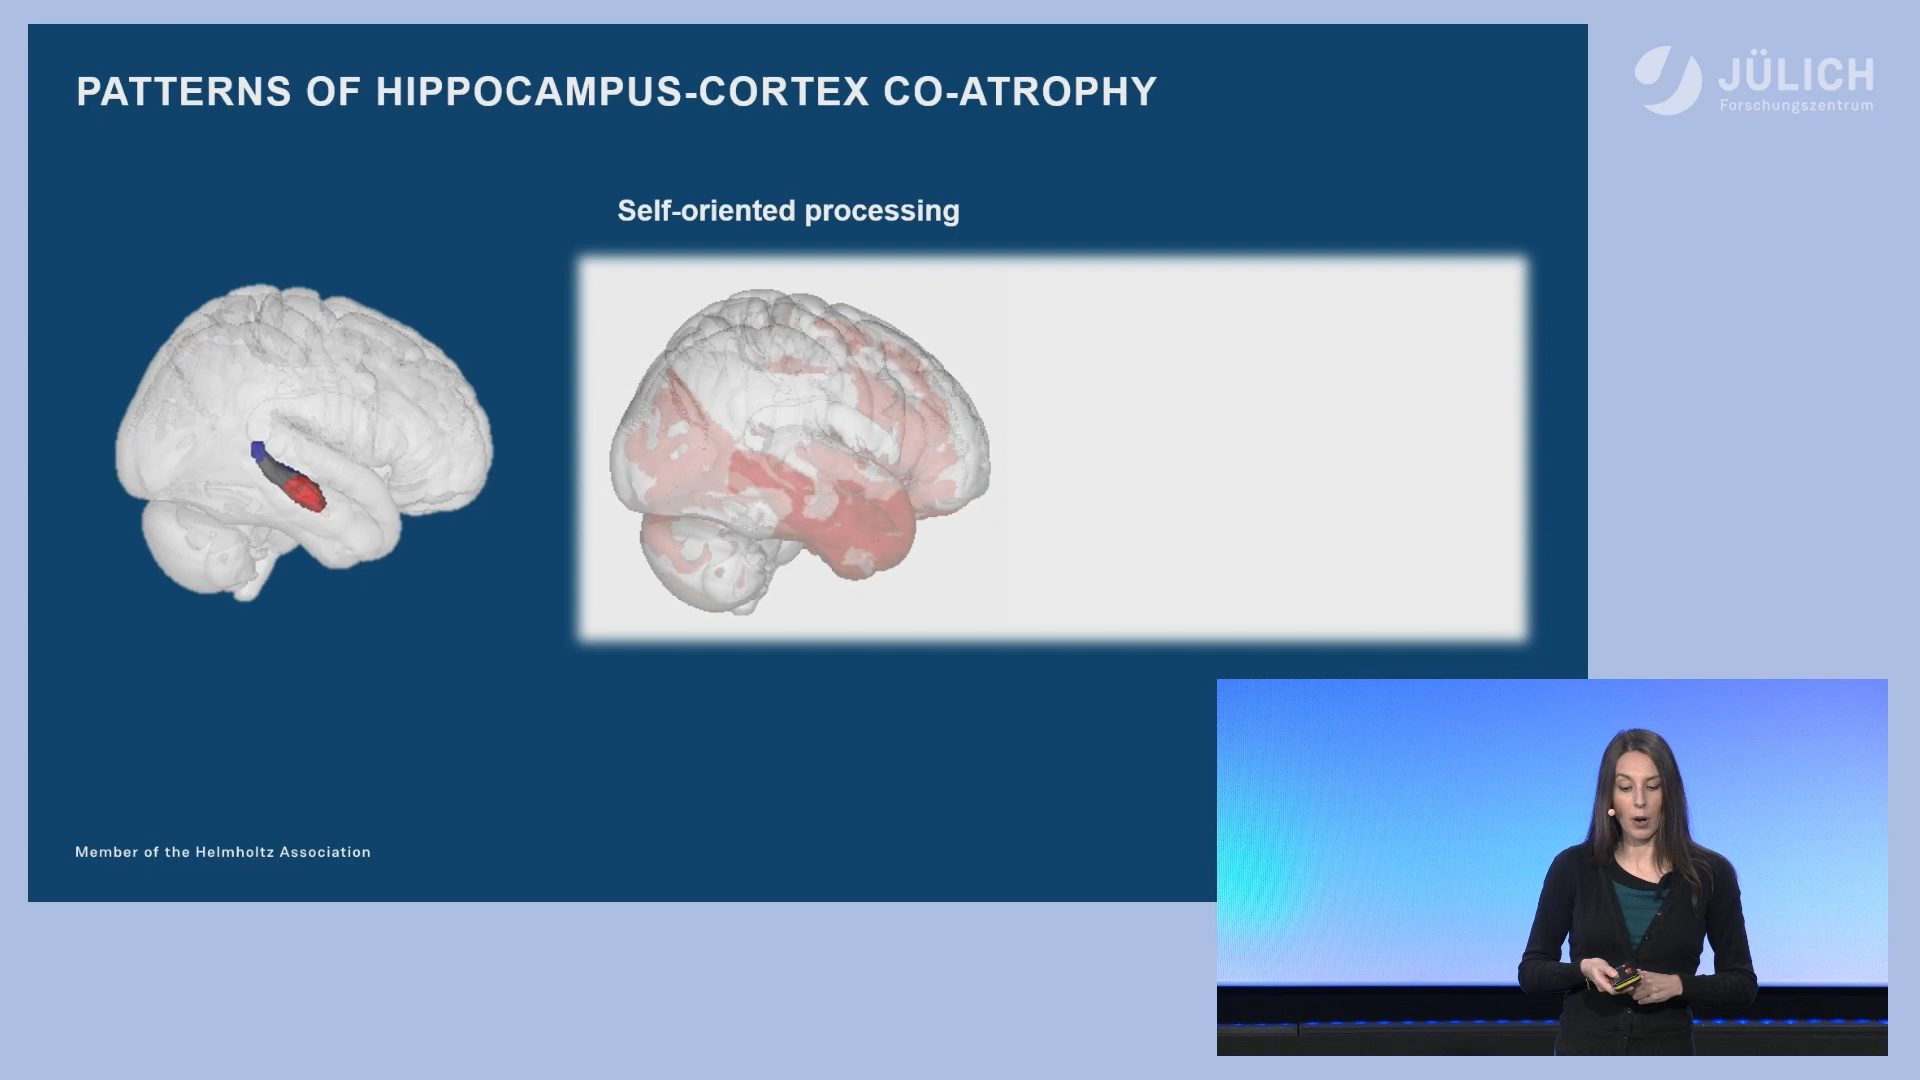 PATTERNS OF HIPPOCAMPUS-CORTEX CO-ATROPHY
JÜLICH
Forschungszentrum
Self-oriented processing
Member of the Helmholtz Association